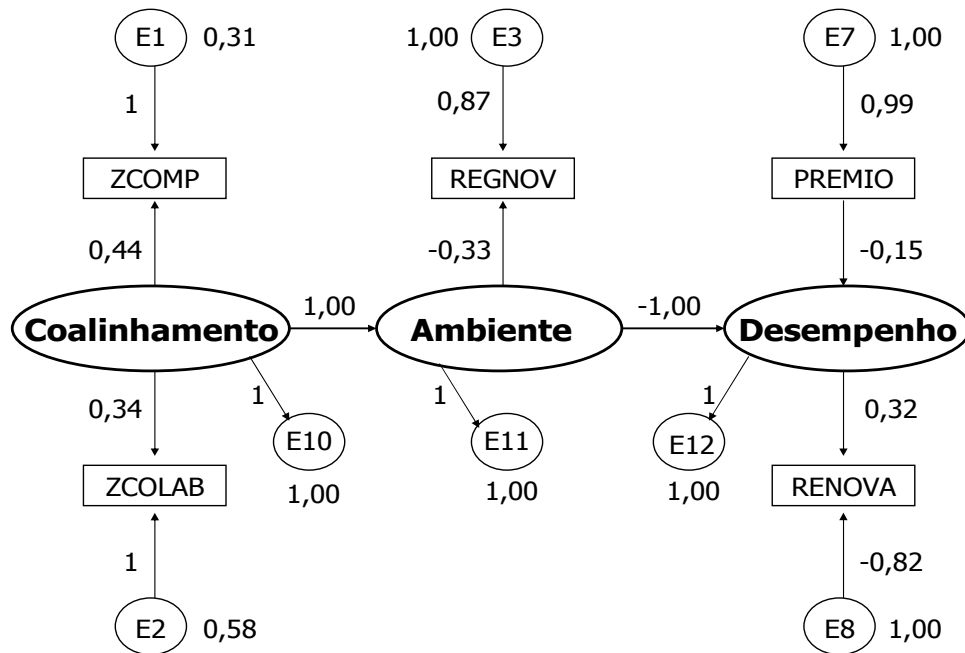 E1 0,31 1,00 E3 E7 1,00
1 0,87 0,99
ZCOMP REGNOV PREMIO
0,44 -0,33 -0,15
1,00 -1,00
Coalinhamento Ambiente Desempenho
0,34 1 1 1 0,32
E10 E11 E12
ZCOLAB RENOVA
1,00 1,00 1,00
1 -0,82
E2 0,58 E8 1,00